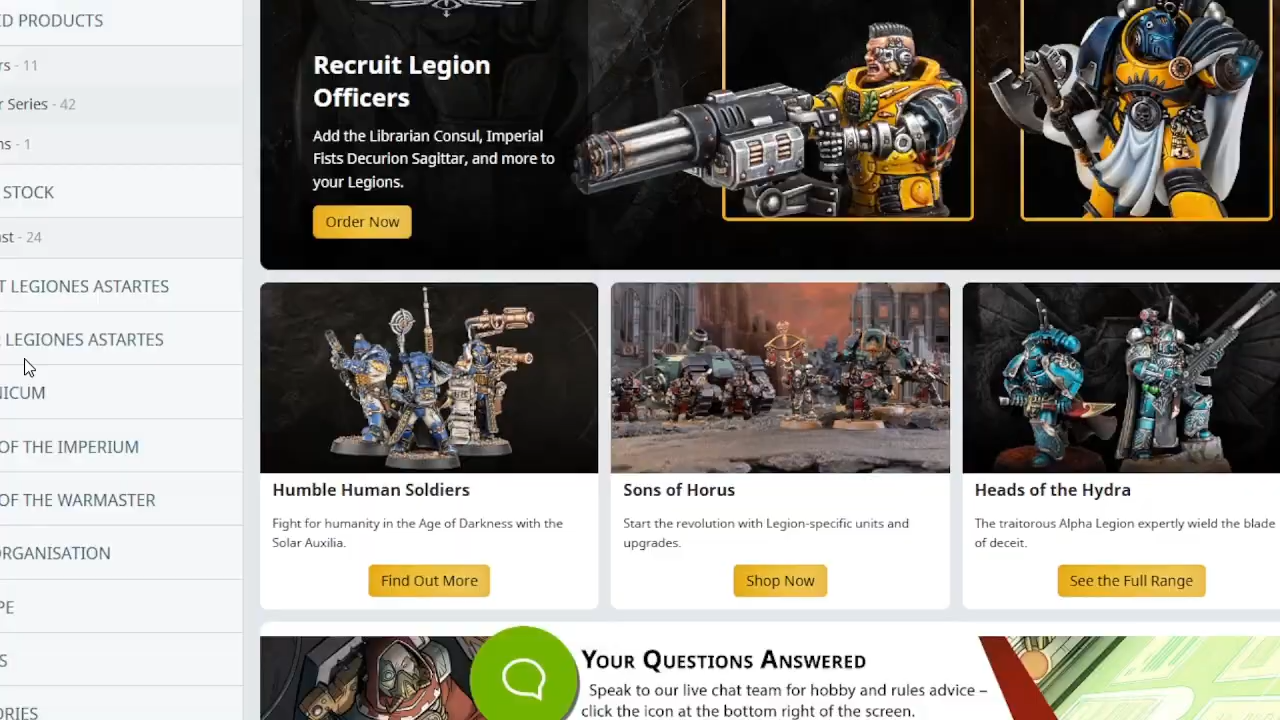 D PRODUCTS
rs - 11
r Series - 42
ns - 1
STOCK
st - 24
T LEGIONES ASTARTES
LEGIONES ASTARTES
NICUM
OF THE IMPERIUM
OF THE WARMASTER
ORGANISATION
PE
S
RIES
Recruit Legion
Officers
Add the Librarian Consul, Imperial
Fists Decurion Sagittar, and more to
your Legions.
Order Now
Humble Human Soldiers
Fight for humanity in the Age of Darkness with the
Solar Auxilia.
Find Out More
Sons of Horus
Start the revolution with Legion-specific units and
upgrades.
Shop Now
Heads of the Hydra
The traitorous Alpha Legion expertly wield the blade
of deceit.
See the Full Range
Your Questions Answered
Speak to our live chat team for hobby and rules advice –
click the icon at the bottom right of the screen.